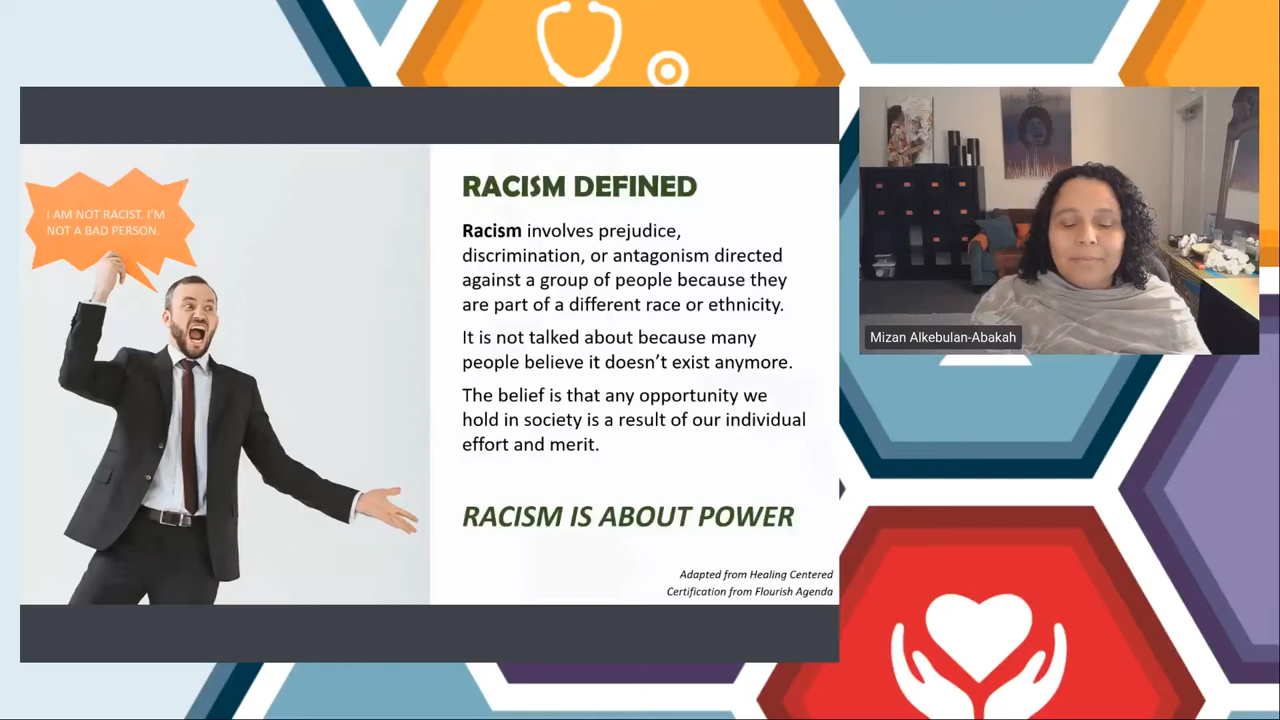 I AM NOT RACIST. I'M
NOT A BAD PERSON.
RACISM DEFINED
Racism involves prejudice,
discrimination, or antagonism directed
against a group of people because they
are part of a different race or ethnicity.
It is not talked about because many
people believe it doesn't exist anymore.
The belief is that any opportunity we
hold in society is a result of our individual
effort and merit.
RACISM IS ABOUT POWER
Adapted from Healing Centered
Certification from Flourish Agenda
Mizan Alkebulan-Abakah